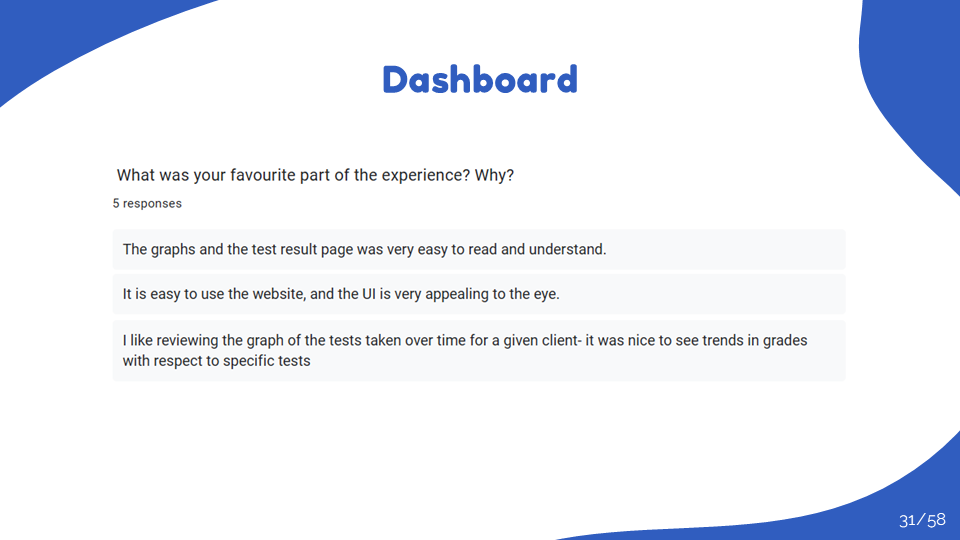 Dashboard
What was your favourite part of the experience? Why?
5 responses
The graphs and the test result page was very easy to read and understand.
It is easy to use the website, and the UI is very appealing to the eye.
I like reviewing the graph of the tests taken over time for a given client- it was nice to see trends in grades
with respect to specific tests
31/58